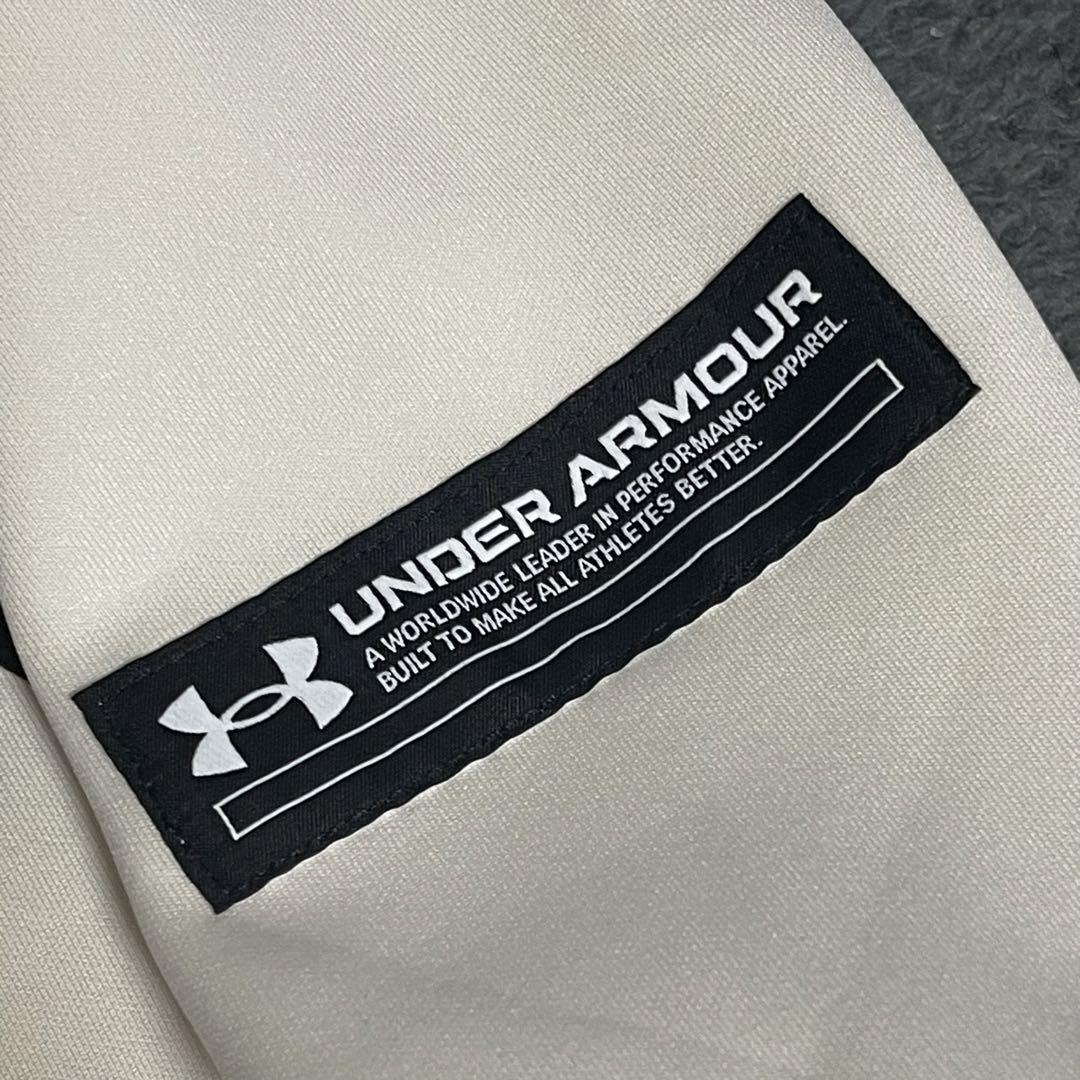 UNDER ARMOUR
A WORLDWIDE LEADER IN PERFORMANCE APPAREL.
BUILT TO MAKE ALL ATHLETES BETTER.